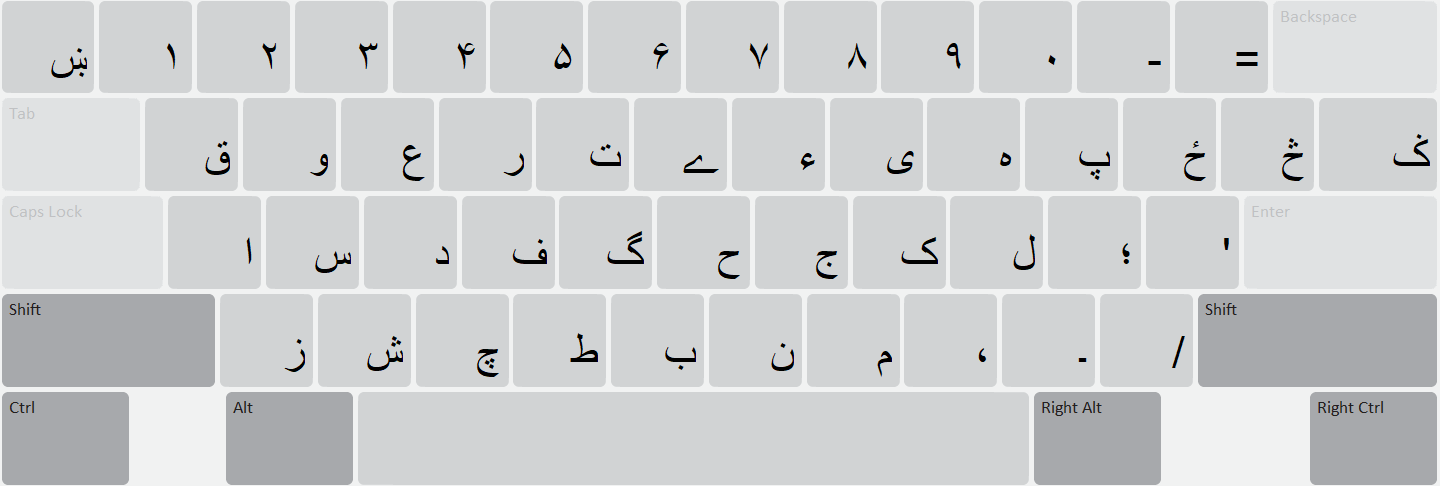 ښ ۱ ۲ ۳ ۴ ۵ ۶ ۷ ۸ ۹ ۰ - = Backspace
Tab ق و ع ر ت ے ء ی ہ پ ځ څ ݢ
Caps Lock ا س د ف گ ح ج ک ل ؛ ' Enter
Shift ز ش چ ط ب ن م ، ۔ / Shift
Ctrl Alt Right Alt Right Ctrl